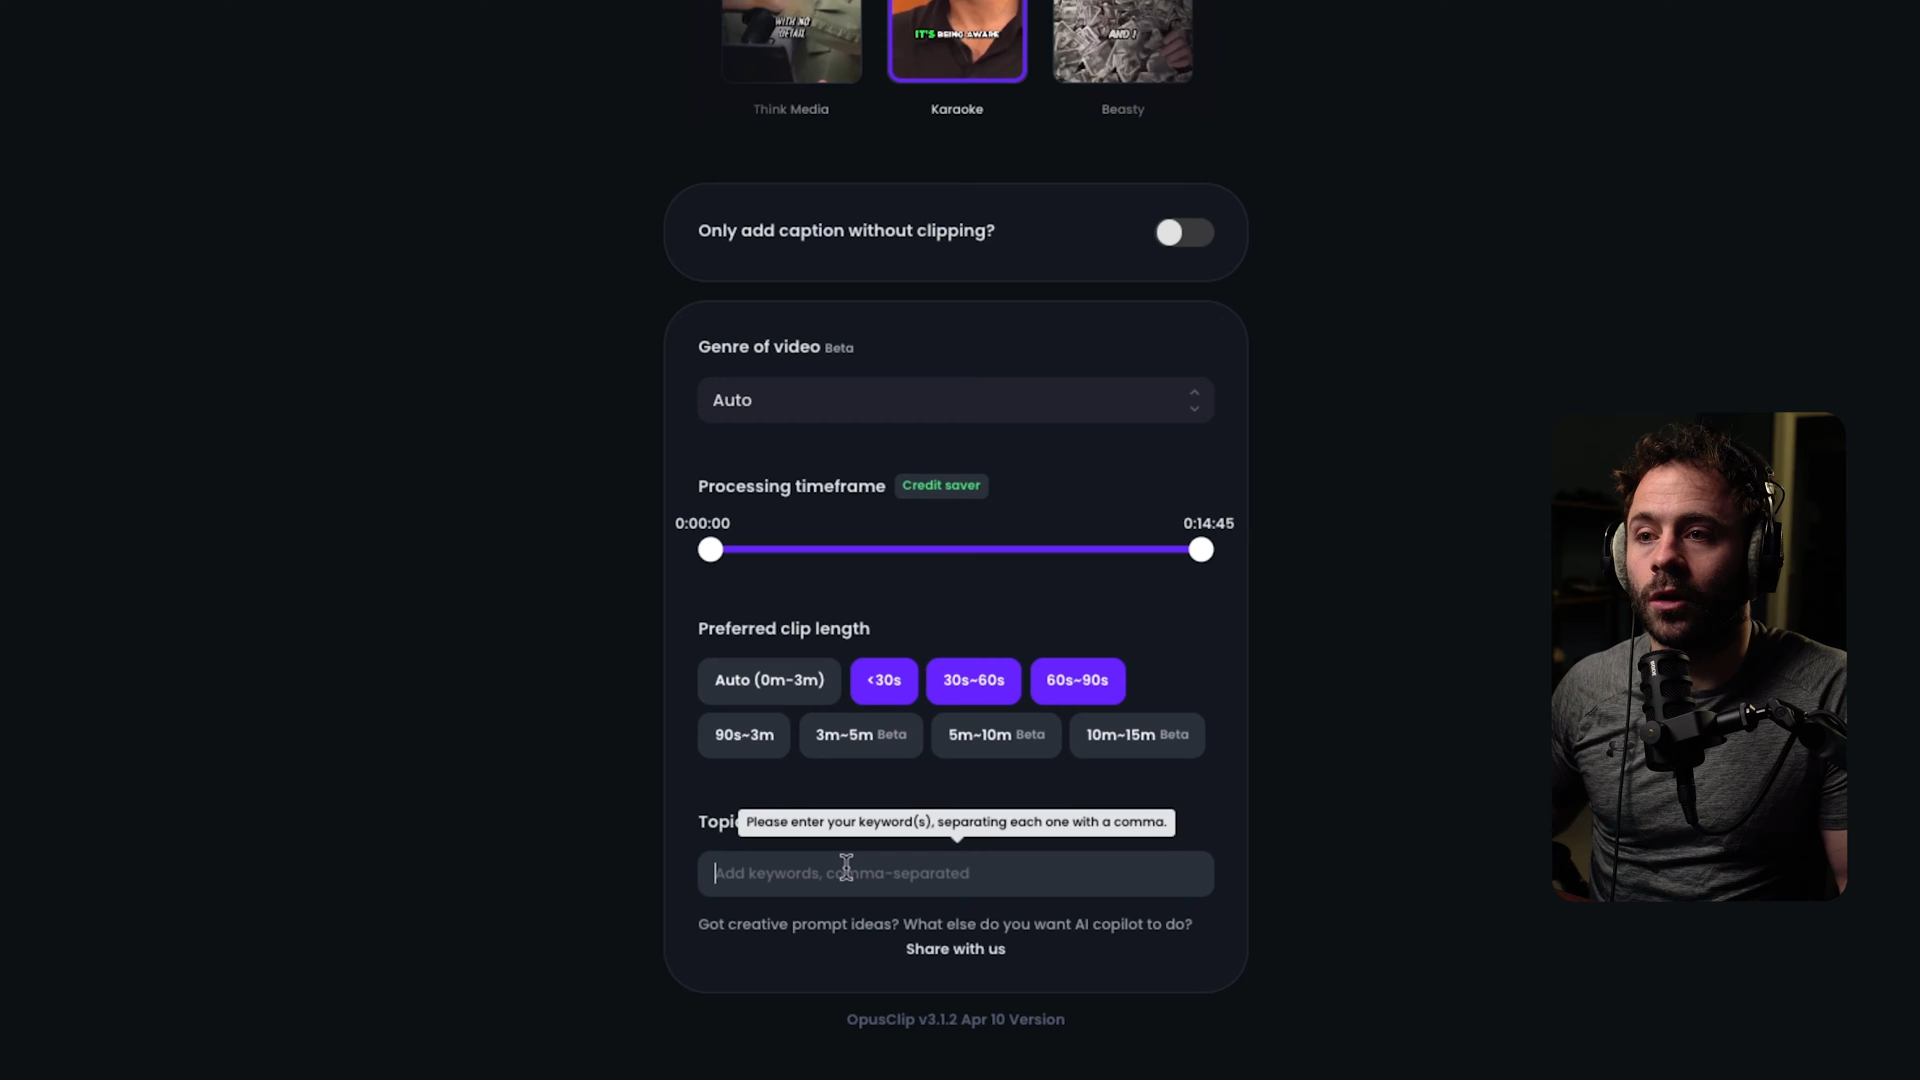 WITH NO
DETAIL
IT'S BEING AWARE
AND I
Think Media
Karaoke
Beasty
Only add caption without clipping?
Genre of video Beta
Auto
Processing timeframe Credit saver
0:00:00
0:14:45
Preferred clip length
Auto (0m-3m)
<30s
30s~60s
60s~90s
90s~3m
3m~5m Beta
5m~10m Beta
10m~15m Beta
Please enter your keyword(s), separating each one with a comma.
Add keywords, comma-separated
Got creative prompt ideas? What else do you want AI copilot to do?
Share with us
OpusClip v3.1.2 Apr 10 Version